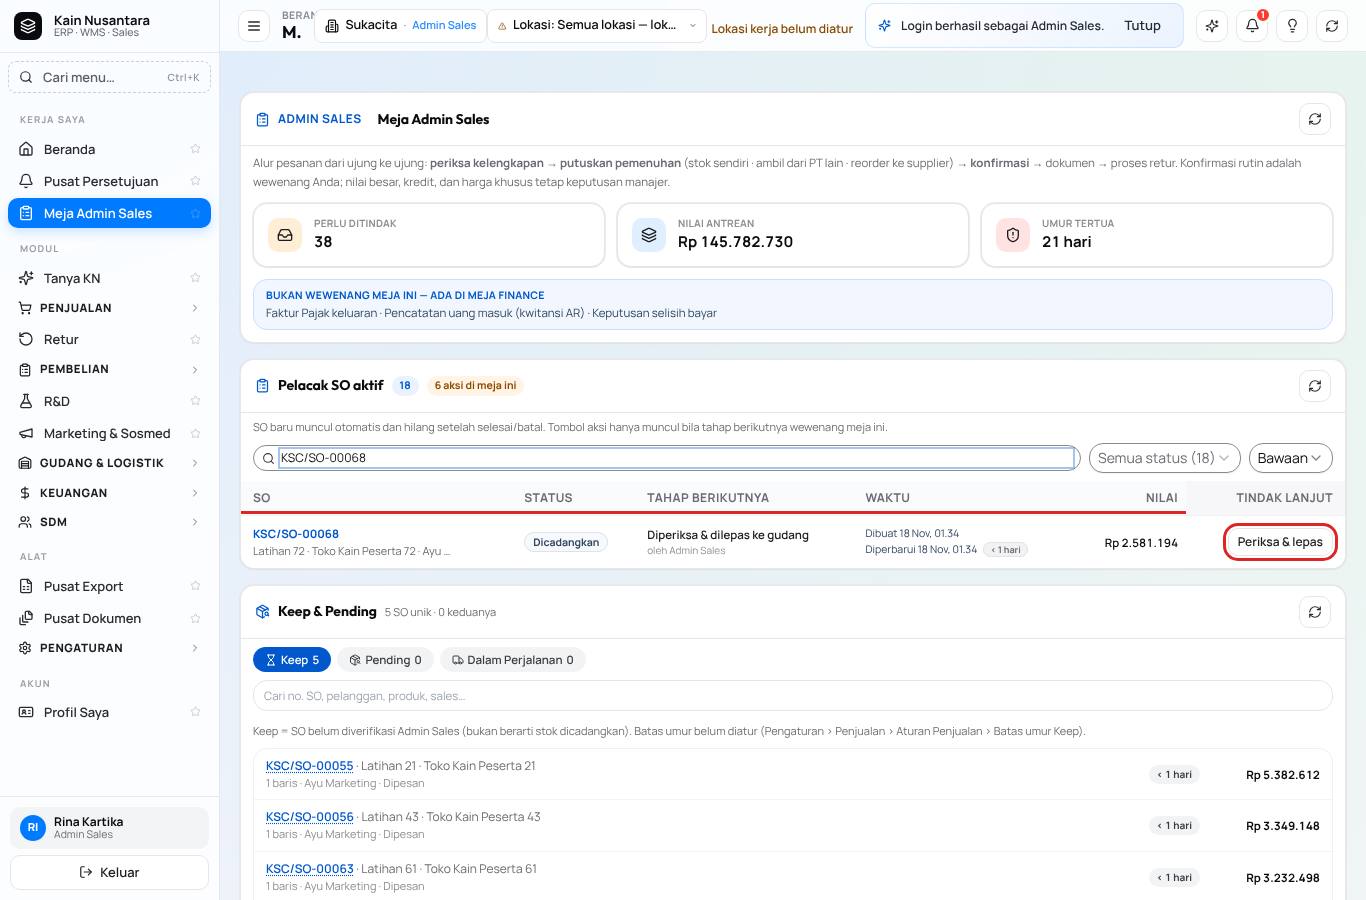 Kain Nusantara
ERP · WMS · Sales
Cari menu... Ctrl+K
KERJA SAYA
Beranda
Pusat Persetujuan
Meja Admin Sales
MODUL
Tanya KN
PENJUALAN
Retur
PEMBELIAN
R&D
Marketing & Sosmed
GUDANG & LOGISTIK
KEUANGAN
SDM
ALAT
Pusat Export
Pusat Dokumen
PENGATURAN
AKUN
Profil Saya
RI
Rina Kartika
Admin Sales
Keluar
BERAN
M.
Sukacita · Admin Sales
Lokasi: Semua lokasi — lok...
Lokasi kerja belum diatur
Login berhasil sebagai Admin Sales. Tutup
1
ADMIN SALES Meja Admin Sales
Alur pesanan dari ujung ke ujung: periksa kelengkapan → putuskan pemenuhan (stok sendiri · ambil dari PT lain · reorder ke supplier) → konfirmasi → dokumen → proses retur. Konfirmasi rutin adalah
wewenang Anda; nilai besar, kredit, dan harga khusus tetap keputusan manajer.
PERLU DITINDAK
38
NILAI ANTREAN
Rp 145.782.730
UMUR TERTUA
21 hari
BUKAN WEWENANG MEJA INI — ADA DI MEJA FINANCE
Faktur Pajak keluaran · Pencatatan uang masuk (kwitansi AR) · Keputusan selisih bayar
Pelacak SO aktif 18 6 aksi di meja ini
SO baru muncul otomatis dan hilang setelah selesai/batal. Tombol aksi hanya muncul bila tahap berikutnya wewenang meja ini.
KSC/SO-00068 Semua status (18) Bawaan
SO STATUS TAHAP BERIKUTNYA WAKTU NILAI TINDAK LANJUT
KSC/SO-00068
Latihan 72 · Toko Kain Peserta 72 · Ayu ...
Dicadangkan
Diperiksa & dilepas ke gudang
oleh Admin Sales
Dibuat 18 Nov, 01.34
Diperbarui 18 Nov, 01.34 < 1 hari
Rp 2.581.194
Periksa & lepas
Keep & Pending 5 SO unik · 0 keduanya
Keep 5 Pending 0 Dalam Perjalanan 0
Cari no. SO, pelanggan, produk, sales...
Keep = SO belum diverifikasi Admin Sales (bukan berarti stok dicadangkan). Batas umur belum diatur (Pengaturan > Penjualan > Aturan Penjualan > Batas umur Keep).
KSC/SO-00055 · Latihan 21 · Toko Kain Peserta 21
1 baris · Ayu Marketing · Dipesan
< 1 hari Rp 5.382.612
KSC/SO-00056 · Latihan 43 · Toko Kain Peserta 43
1 baris · Ayu Marketing · Dipesan
< 1 hari Rp 3.349.148
KSC/SO-00063 · Latihan 61 · Toko Kain Peserta 61
1 baris · Ayu Marketing · Dipesan
< 1 hari Rp 3.232.498